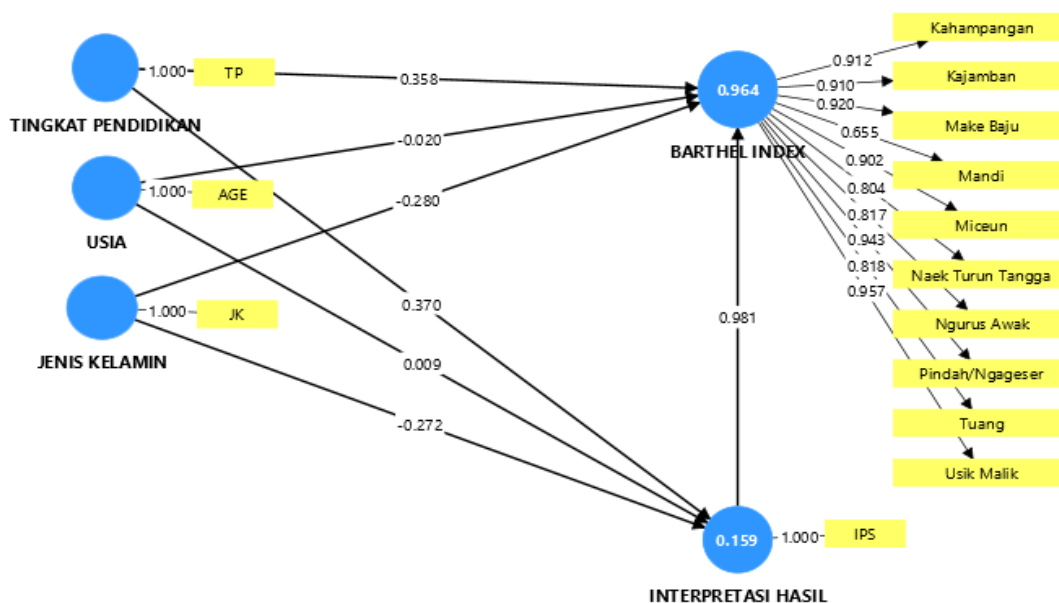 Kahampangan
0.912
1.000
TP
0.358
0.964
0.910
Kajamban
0.920
TINGKAT PENDIDIKAN
-0.020
BARTHEL INDEX
0.655
Make Baju
1.000
AGE
0.902
Mandi
0.804
-0.280
0.817
Miceun
USIA
0.943
0.818
Naek Turun Tangga
0.957
1.000
JK
0.370
0.981
Ngurus Awak
JENIS KELAMIN
0.009
Pindah/Ngageser
-0.272
Tuang
Usik Malik
0.159
1.000
IPS
INTERPRETASI HASIL